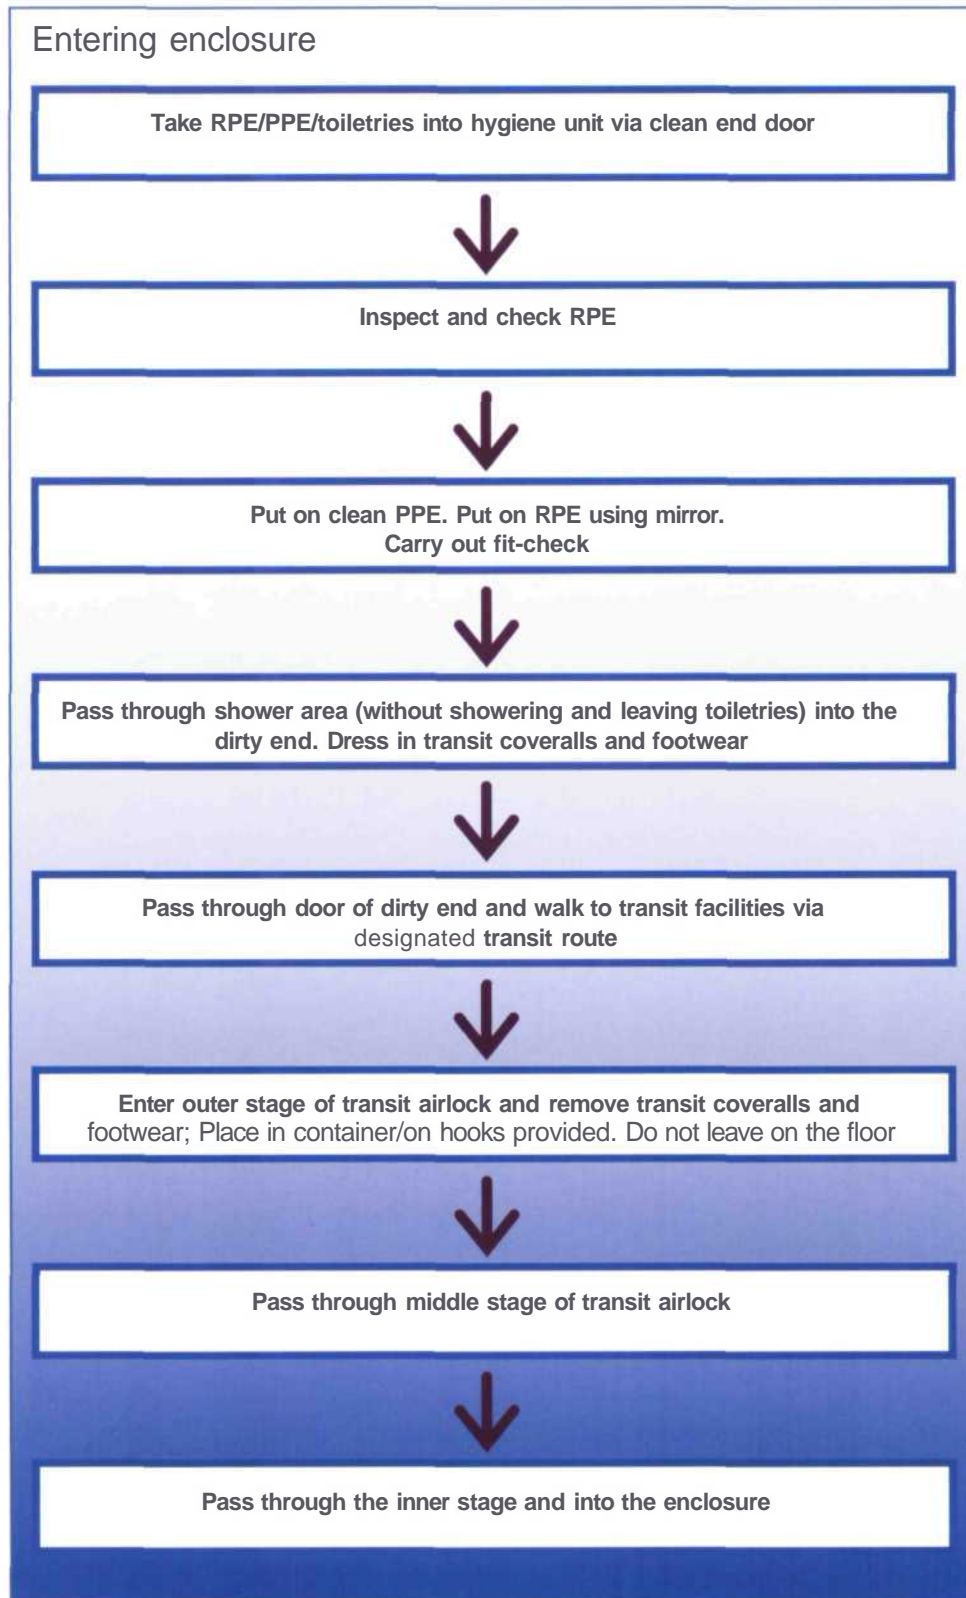 Entering enclosure
Take RPE/PPE/toiletries into hygiene unit via clean end door
Inspect and check RPE
Put on clean PPE. Put on RPE using mirror.
Carry out fit-check
Pass through shower area (without showering and leaving toiletries) into the
dirty end. Dress in transit coveralls and footwear
Pass through door of dirty end and walk to transit facilities via
designated transit route
Enter outer stage of transit airlock and remove transit coveralls and
footwear; Place in container/on hooks provided. Do not leave on the floor
Pass through middle stage of transit airlock
Pass through the inner stage and into the enclosure